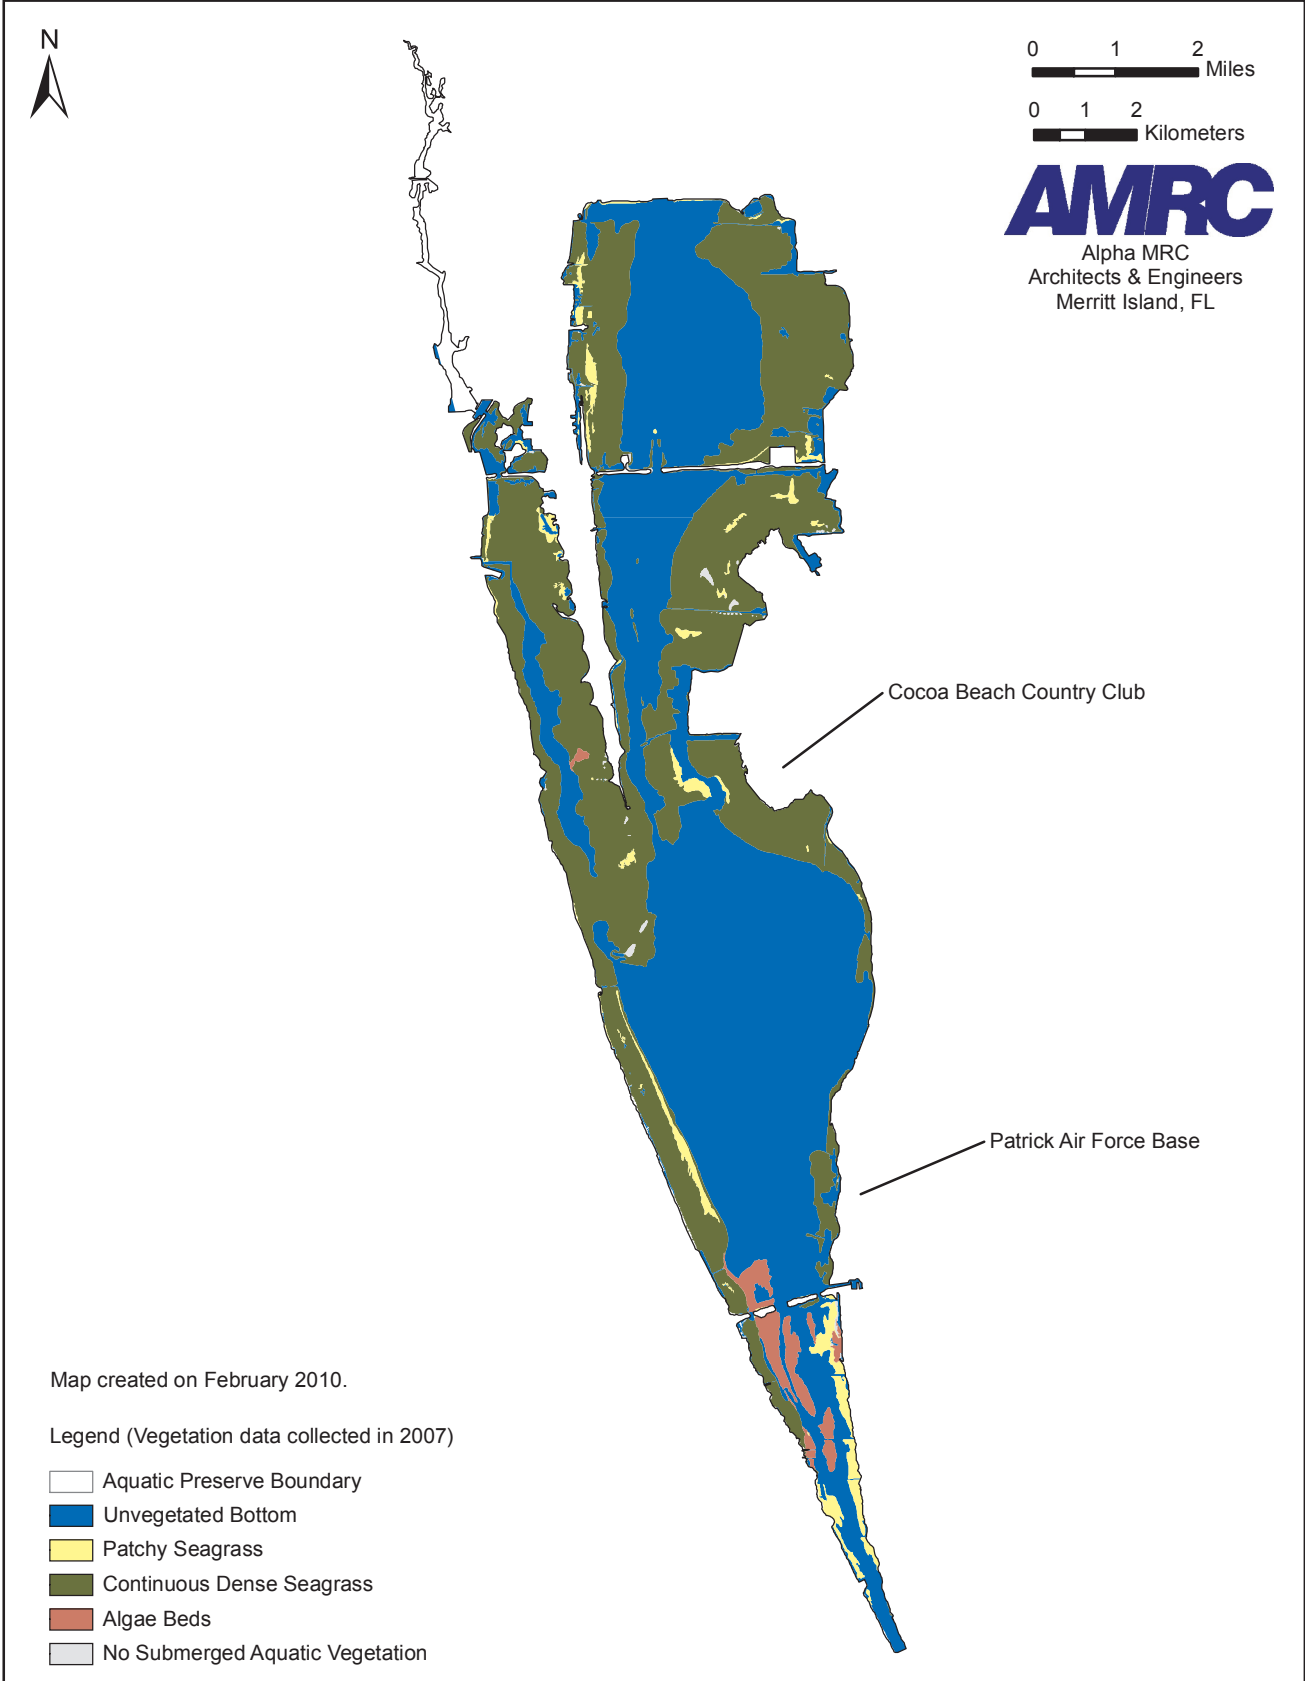 N
0 1 2
Miles
0 1 2
Kilometers
AMRC
Alpha MRC
Architects & Engineers
Merritt Island, FL
Cocoa Beach Country Club
Patrick Air Force Base
Map created on February 2010.
Legend (Vegetation data collected in 2007)
Aquatic Preserve Boundary
Unvegetated Bottom
Patchy Seagrass
Continuous Dense Seagrass
Algae Beds
No Submerged Aquatic Vegetation